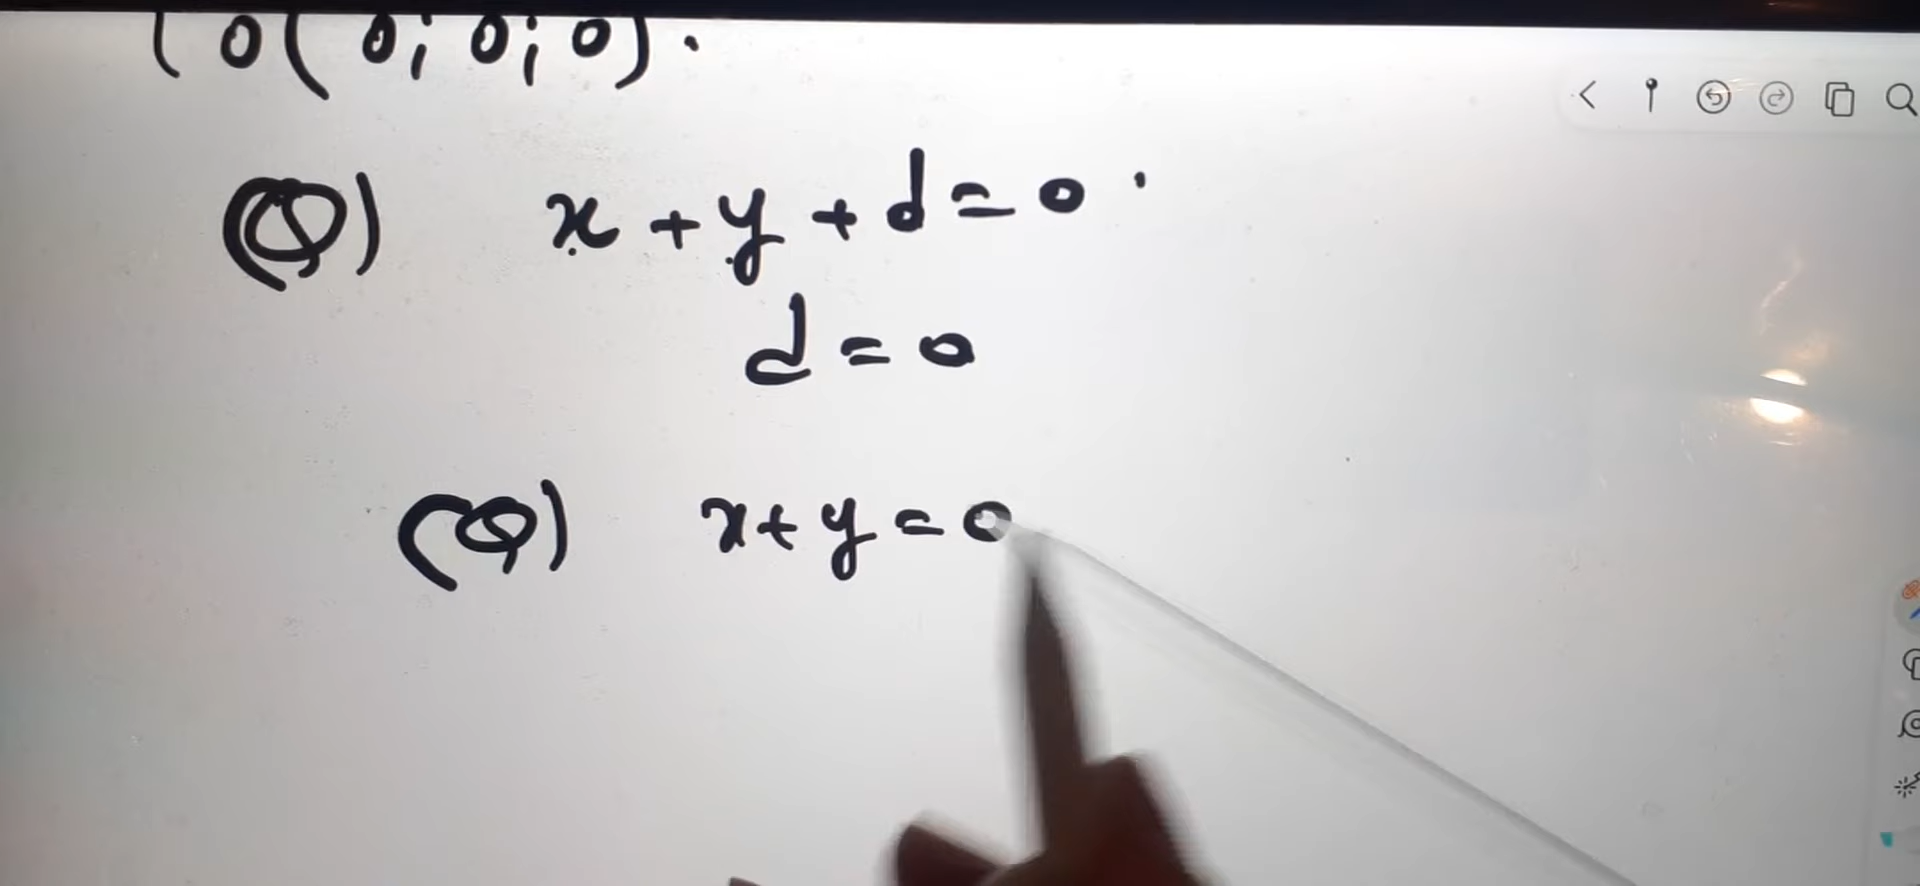 ( O ( 0 ; 0 ; 0 ) .
(Q) x + y + d = 0 .
d = 0
(Q) x + y = 0